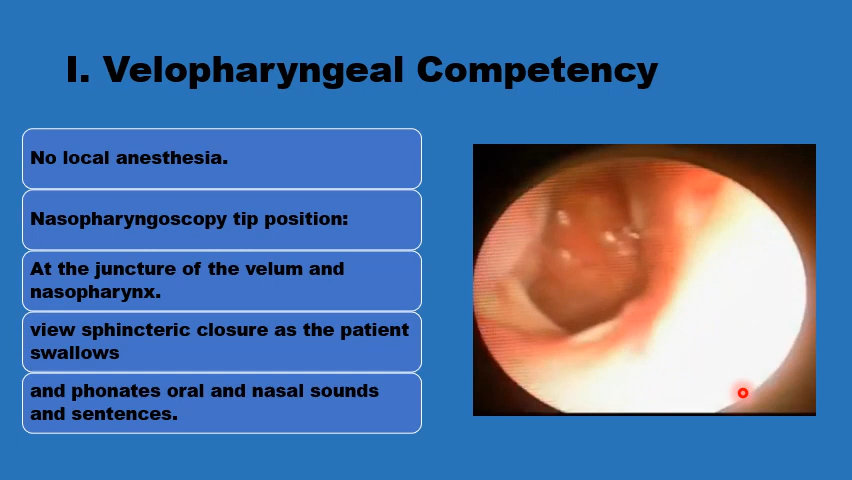 I. Velopharyngeal Competency
No local anesthesia.
Nasopharyngoscopy tip position:
At the juncture of the velum and
nasopharynx.
view sphincteric closure as the patient
swallows
and phonates oral and nasal sounds
and sentences.